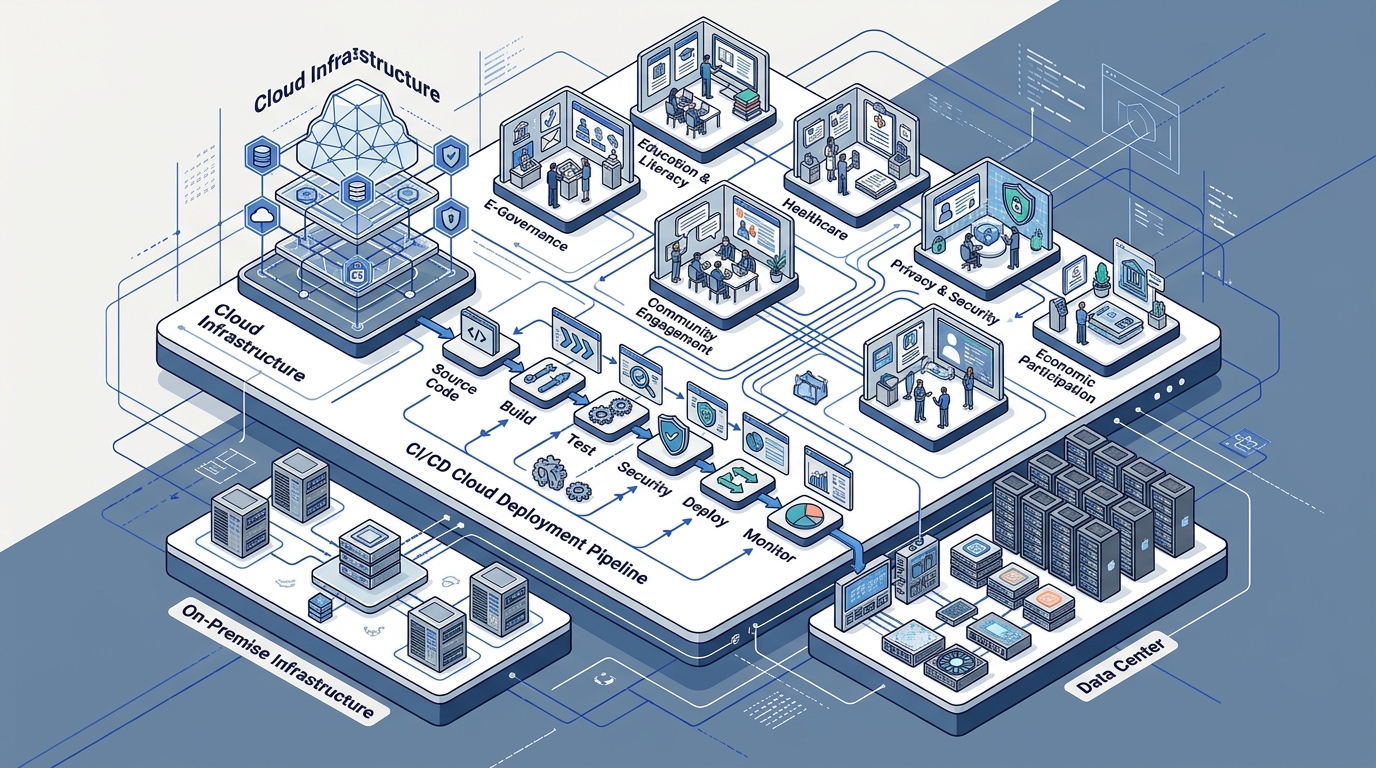 Cloud Infra3structure
Education &
Literacy
E-Governance
Healthcare
Community
Engagement
Privacy & Security
Economic
Participation
Cloud
Infrastructure
Source
Code
</>
Build
Test
Security
Deploy
Monitor
CI/CD Cloud Deployment Pipeline
On-Premise Infrastructure
Data Center